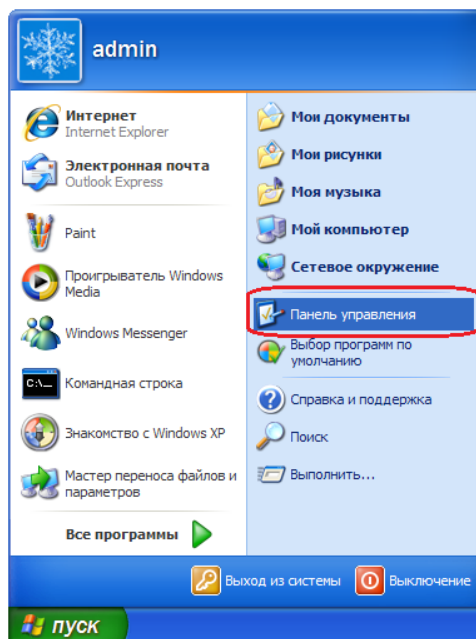 admin
Интернет
Internet Explorer
Электронная почта
Outlook Express
Paint
Проигрыватель Windows
Media
Windows Messenger
C:\_
Командная строка
Знакомство с Windows XP
Мастер переноса файлов и
параметров
Все программы
Мои документы
Мои рисунки
Моя музыка
Мой компьютер
Сетевое окружение
Панель управления
Выбор программ по
умолчанию
Справка и поддержка
Поиск
Выполнить...
Выход из системы
Выключение
пуск